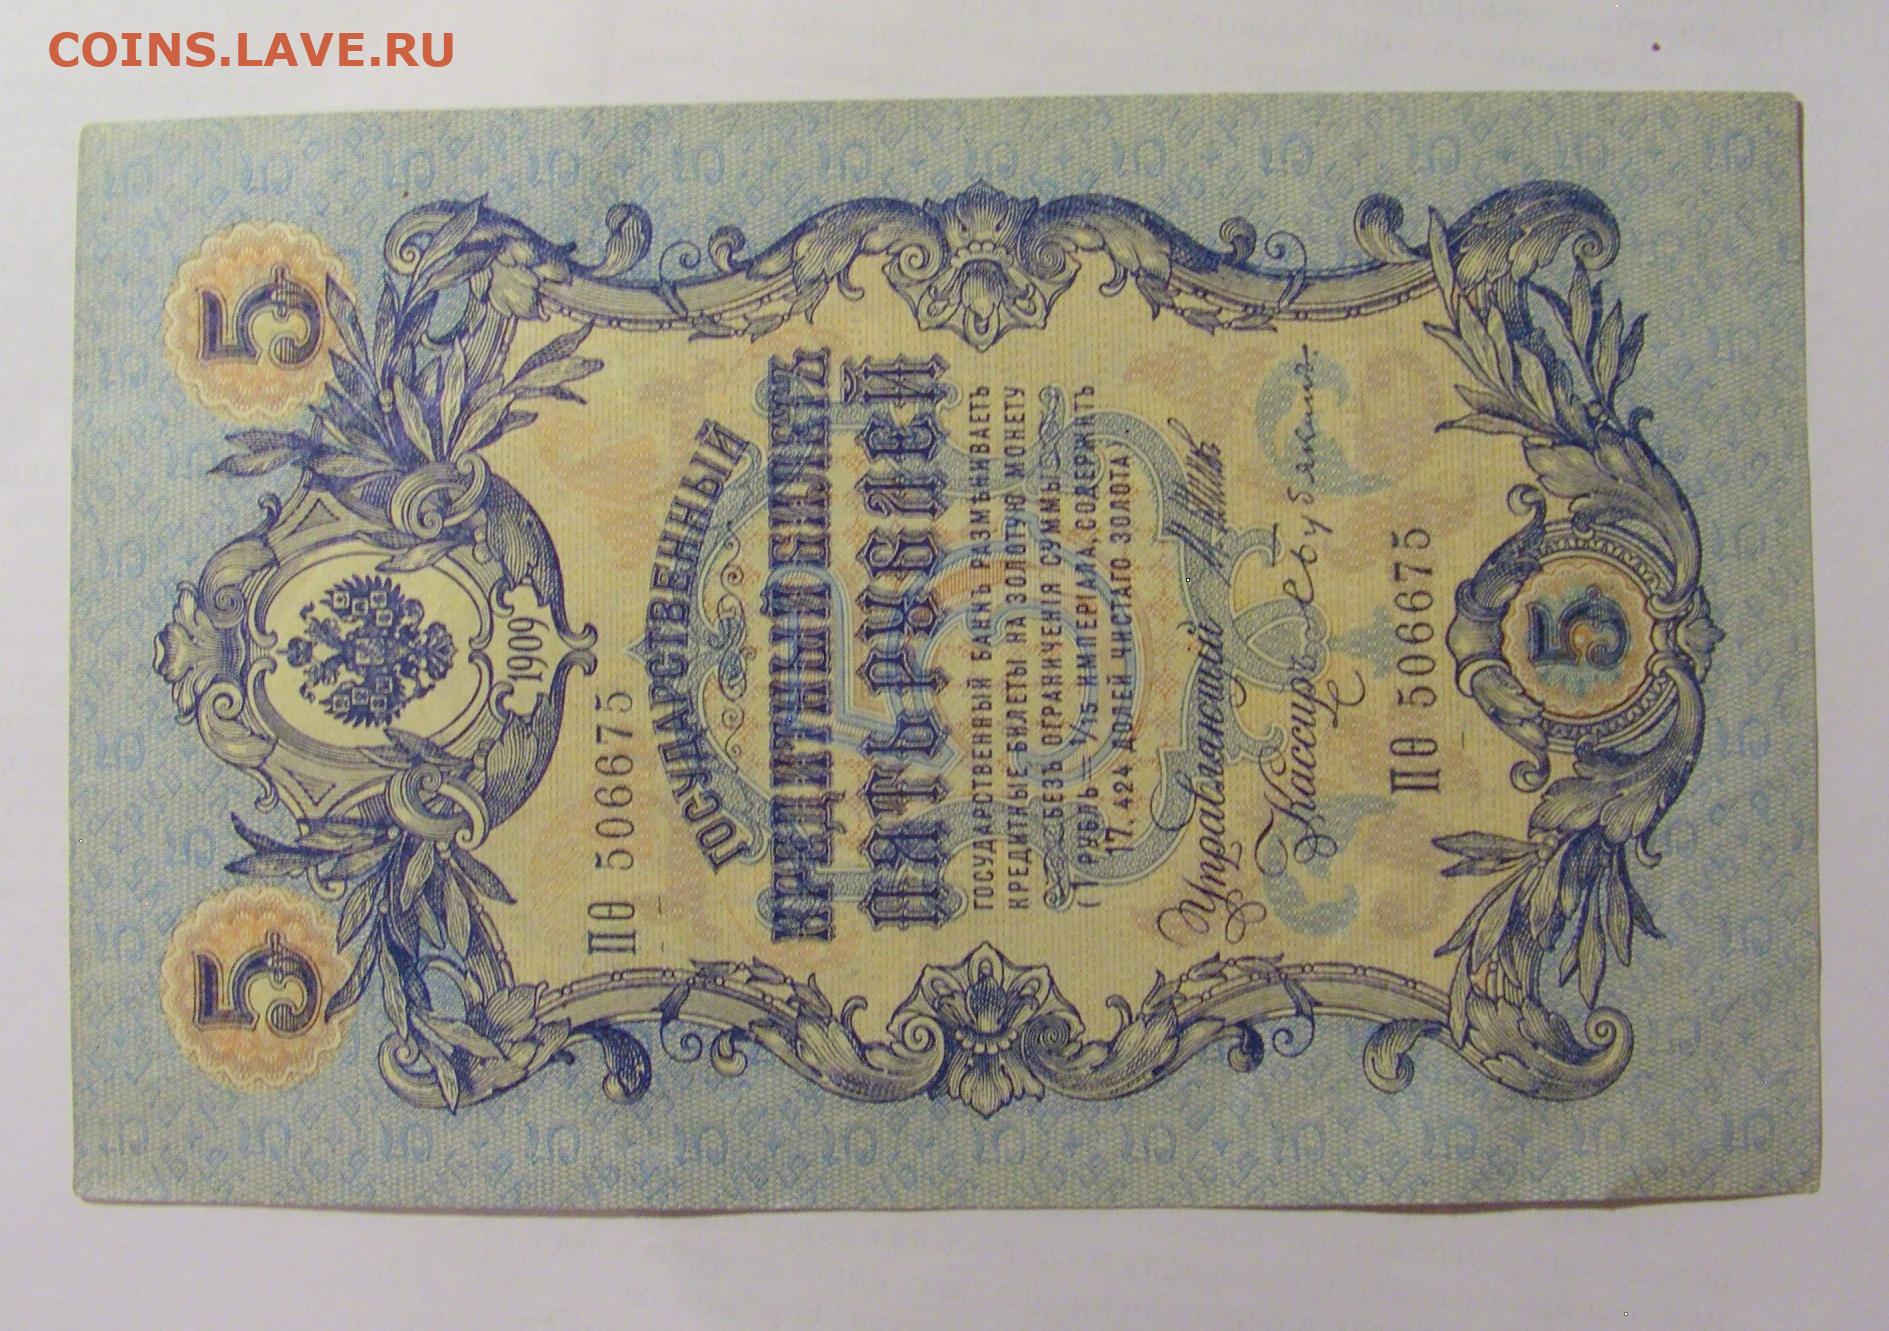 COINS.LAVE.RU
5 5
1909
ПѲ 506675
ГОСУДАРСТВЕННЫЙ
КРЕДИТНЫЙ БИЛЕТЪ
ПЯТЬ РУБЛЕЙ
ГОСУДАРСТВЕННЫЙ БАНКЪ РАЗМѢНИВАЕТЪ
КРЕДИТНЫЕ БИЛЕТЫ НА ЗОЛОТУЮ МОНЕТУ
БЕЗЪ ОГРАНИЧЕНІЯ СУММЫ
(1 РУБЛЬ = 1/15 ИМПЕРІАЛА, СОДЕРЖИТЪ
17,424 ДОЛЕЙ ЧИСТАГО ЗОЛОТА)
Управляющій И. Шипов
Кассиръ
ПѲ 506675
5